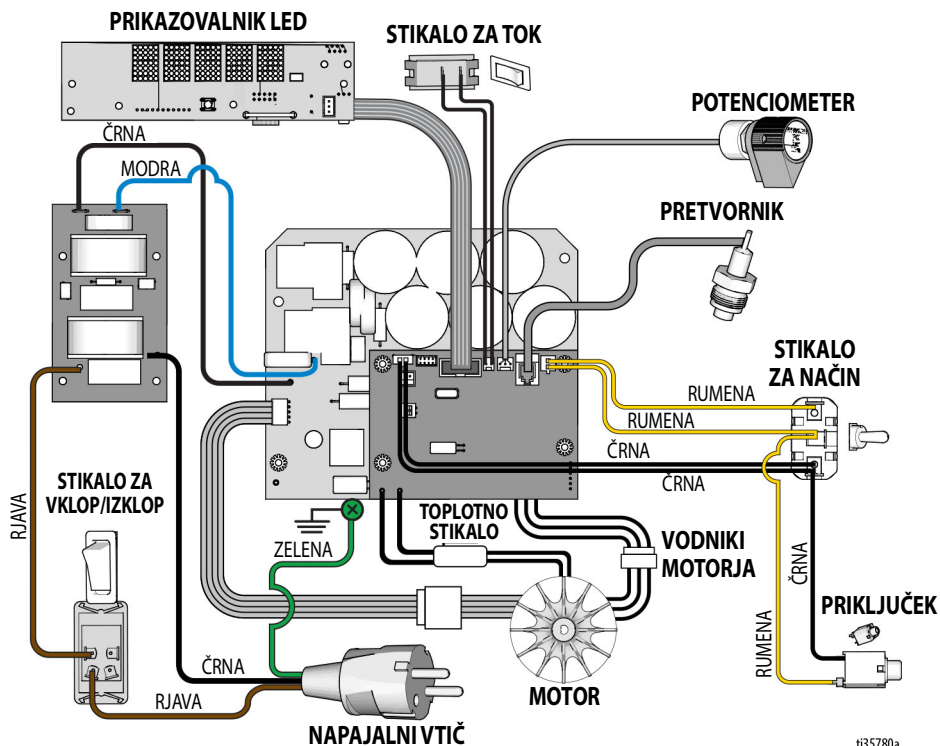 PRIKAZOVALNIK LED
STIKALO ZA TOK
POTENCIOMETER
ČRNA
MODRA
PRETVORNIK
STIKALO
ZA NAČIN
RUMENA
RUMENA
ČRNA
ČRNA
RJAVA
STIKALO ZA
VKLOP/IZKLOP
TOPLOTNO
STIKALO
ZELENA
VODNIKI
MOTORJA
ČRNA
PRIKLJUČEK
RUMENA
ČRNA
RJAVA
MOTOR
NAPAJALNI VTIČ
ti35780a